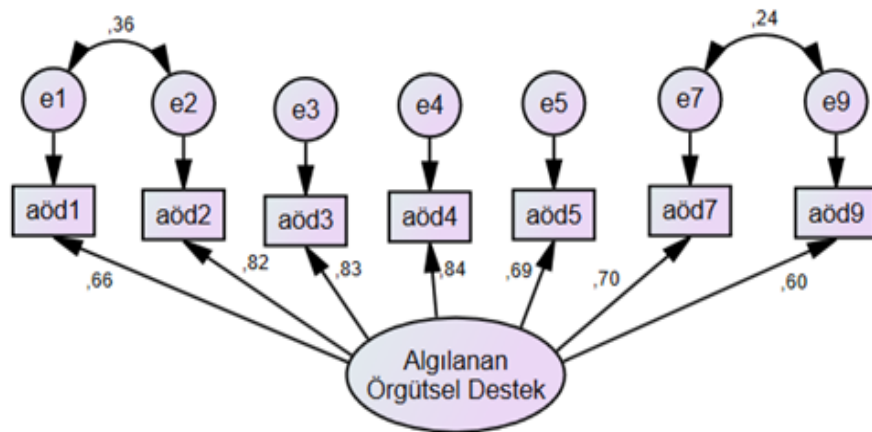 ,36
,24
e1
e2
e3
e4
e5
e7
e9
aöd1
aöd2
aöd3
aöd4
aöd5
aöd7
aöd9
,66
,82
,83
,84
,69
,70
,60
Algılanan
Örgütsel Destek